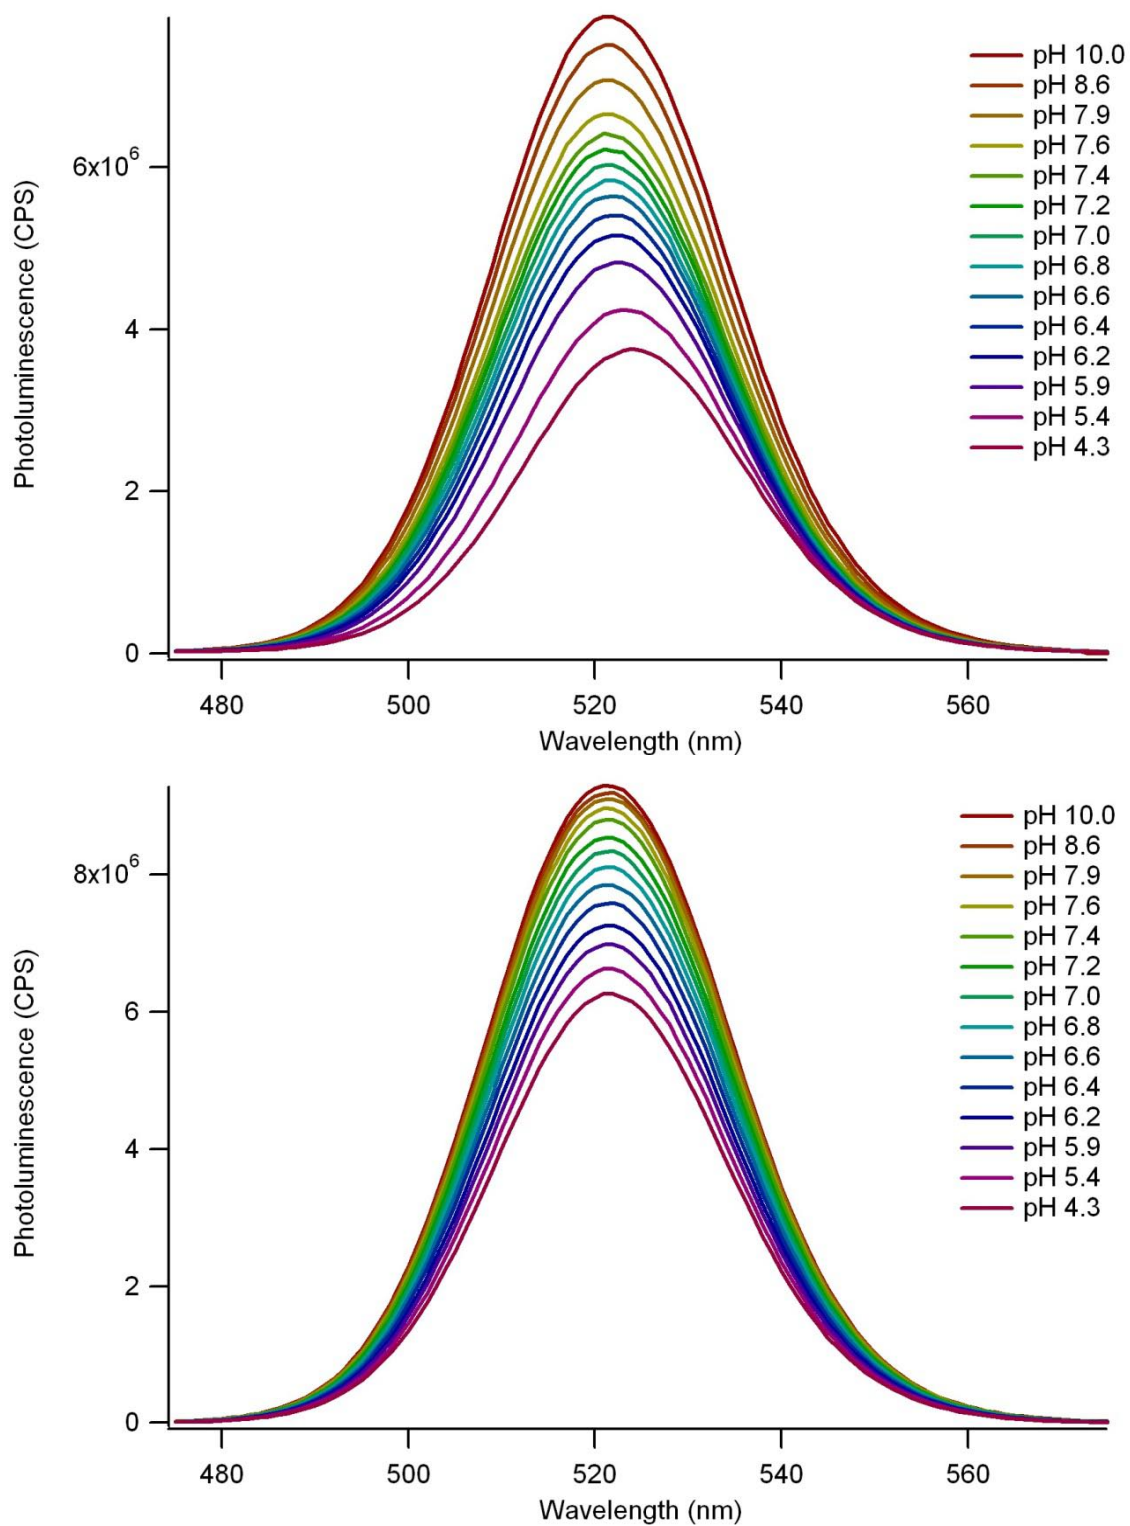 Photoluminescence (CPS)
6x10⁶
4
2
0
480
500
520
540
560
Wavelength (nm)
pH 10.0
pH 8.6
pH 7.9
pH 7.6
pH 7.4
pH 7.2
pH 7.0
pH 6.8
pH 6.6
pH 6.4
pH 6.2
pH 5.9
pH 5.4
pH 4.3
Photoluminescence (CPS)
8x10⁶
6
4
2
0
480
500
520
540
560
Wavelength (nm)
pH 10.0
pH 8.6
pH 7.9
pH 7.6
pH 7.4
pH 7.2
pH 7.0
pH 6.8
pH 6.6
pH 6.4
pH 6.2
pH 5.9
pH 5.4
pH 4.3